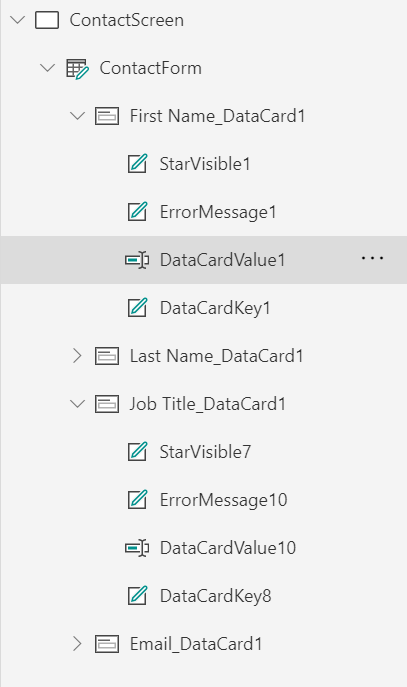 ContactScreen
ContactForm
First Name_DataCard1
StarVisible1
ErrorMessage1
DataCardValue1
DataCardKey1
Last Name_DataCard1
Job Title_DataCard1
StarVisible7
ErrorMessage10
DataCardValue10
DataCardKey8
Email_DataCard1